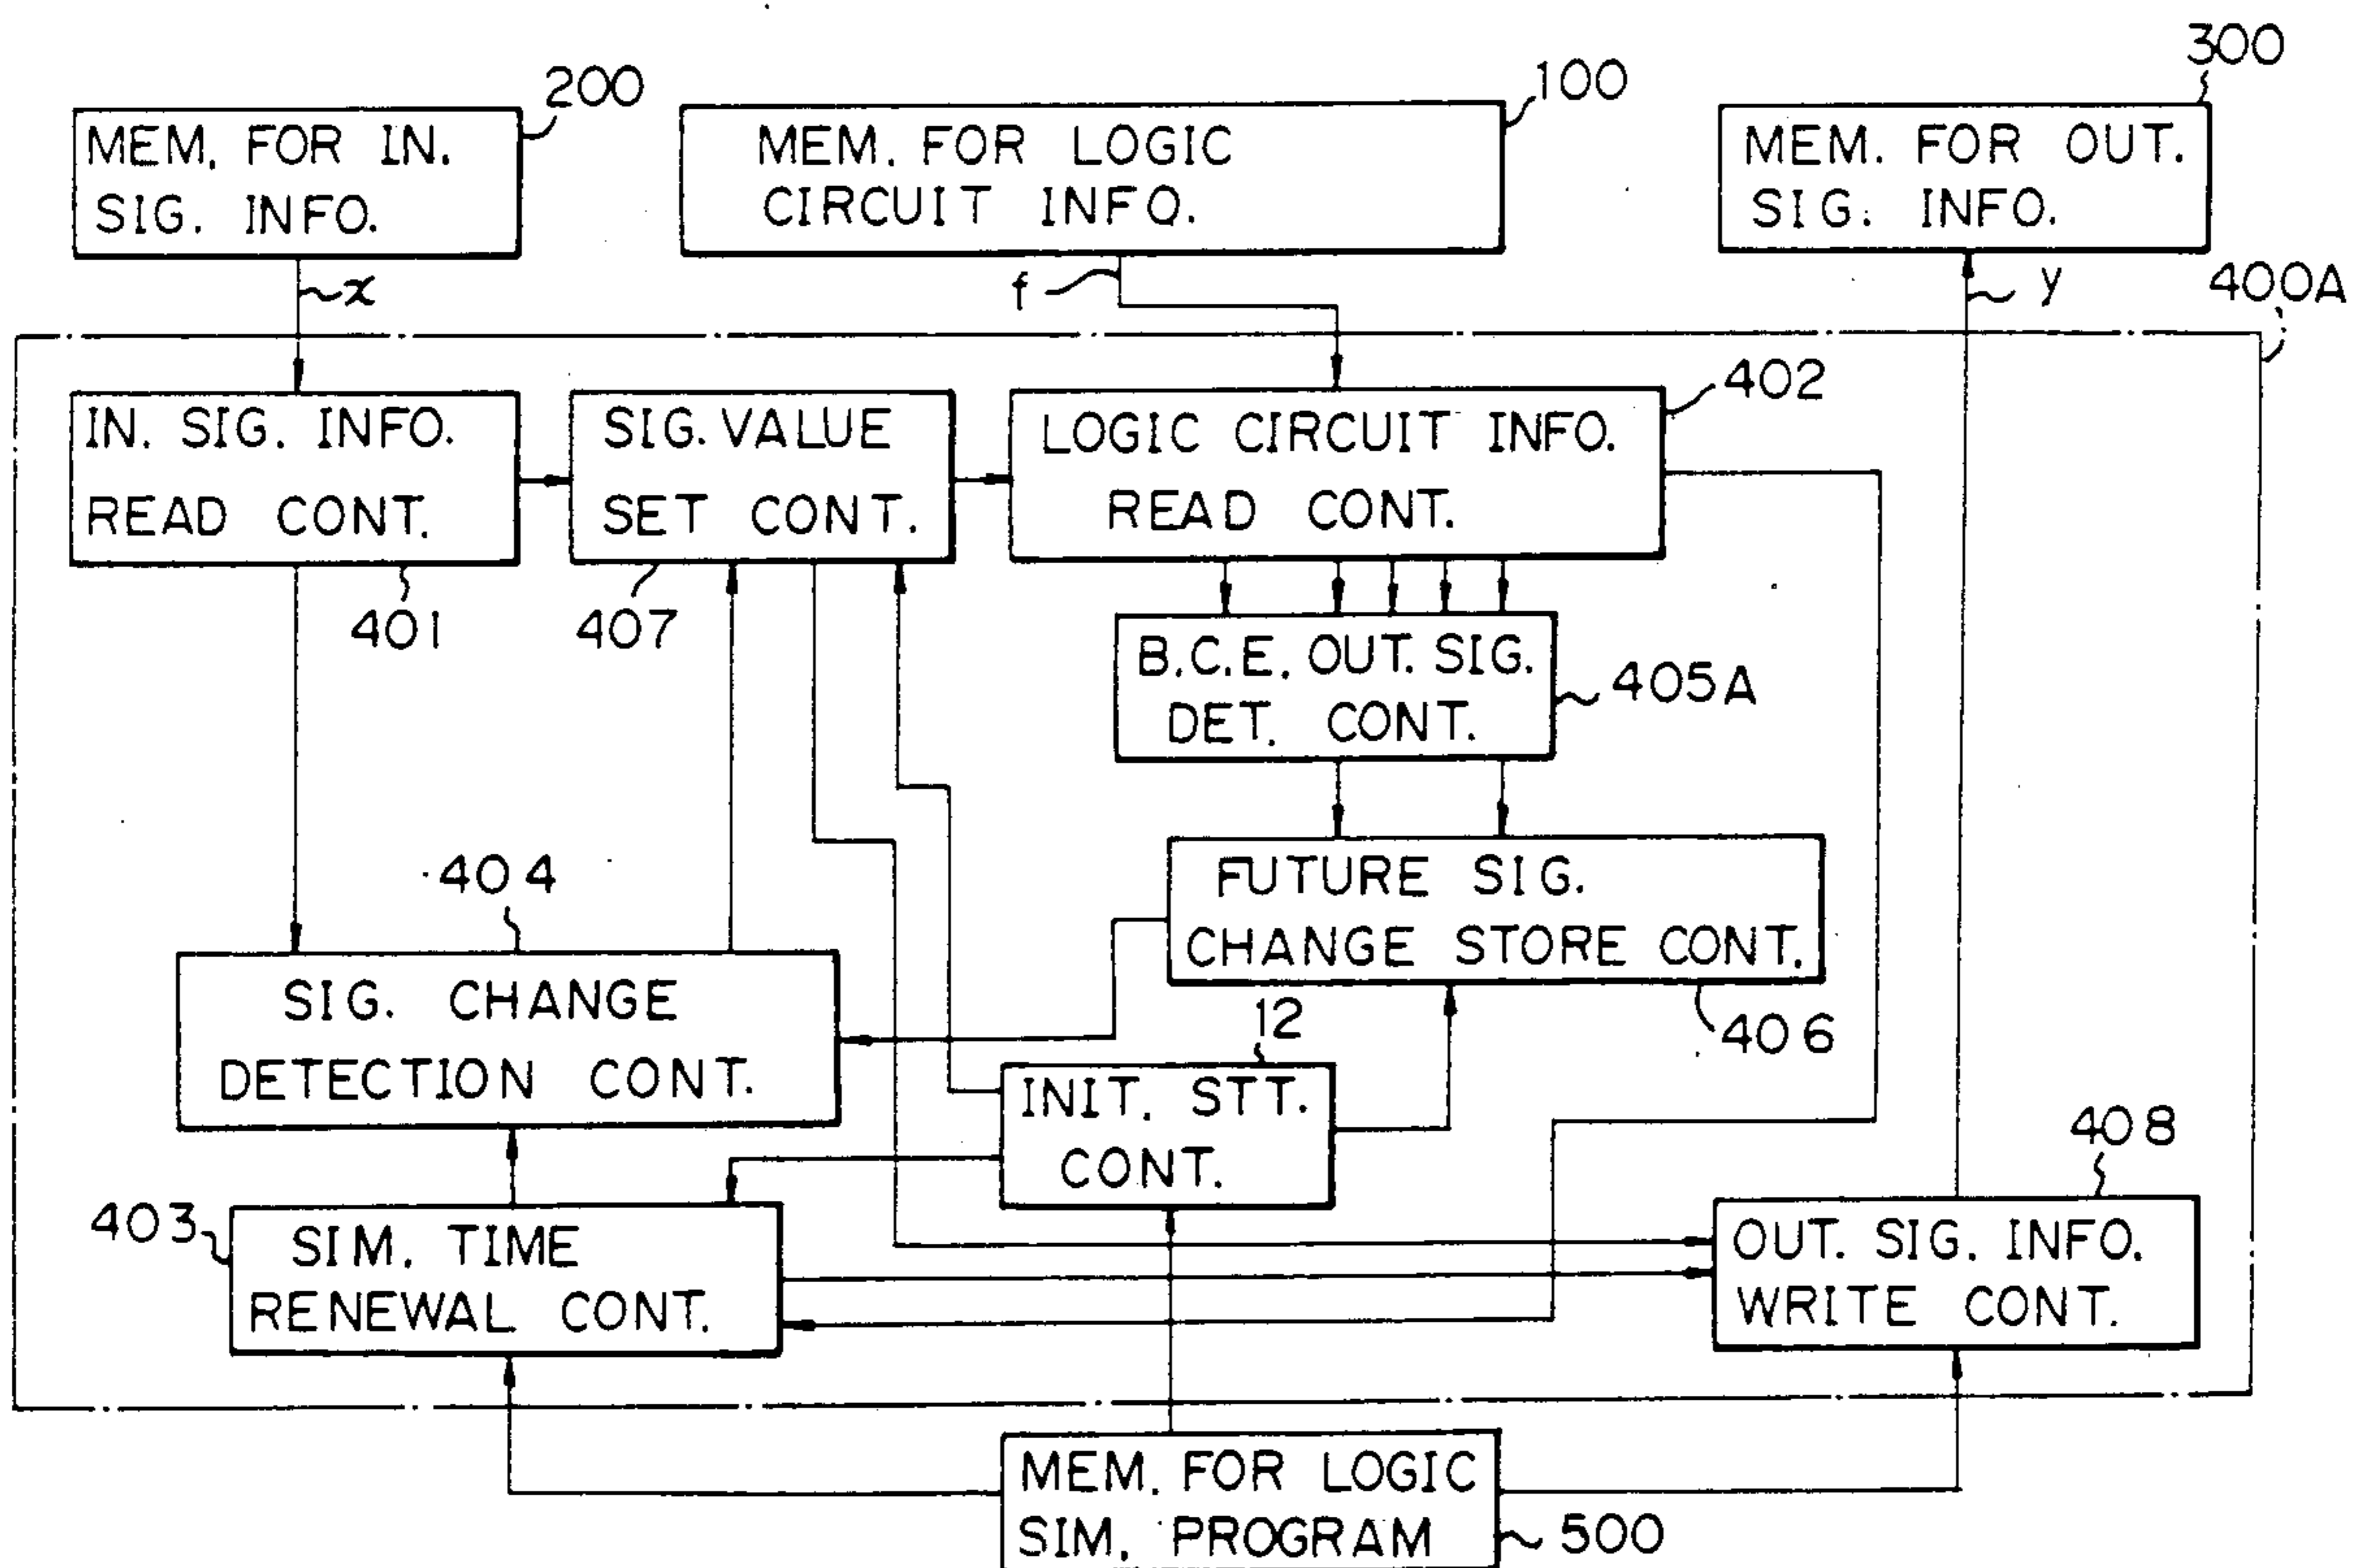 200
MEM. FOR IN.
SIG. INFO.
100
MEM. FOR LOGIC
CIRCUIT INFO.
300
MEM. FOR OUT.
SIG. INFO.
x
f
y
400A
IN. SIG. INFO.
READ CONT.
401
SIG. VALUE
SET CONT.
407
LOGIC CIRCUIT INFO.
READ CONT.
402
B.C.E. OUT. SIG.
DET. CONT.
405A
FUTURE SIG.
CHANGE STORE CONT.
406
404
SIG. CHANGE
DETECTION CONT.
12
INIT. STT.
CONT.
403
SIM. TIME
RENEWAL CONT.
408
OUT. SIG. INFO.
WRITE CONT.
MEM. FOR LOGIC
SIM. PROGRAM
500